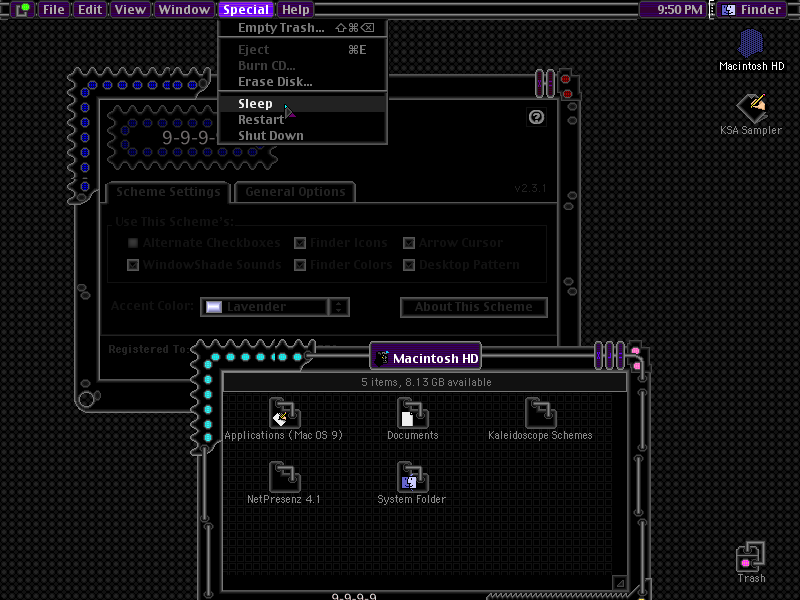 File Edit View Window Special Help 9:50 PM Finder
Empty Trash... ⇧⌘⌫
Eject ⌘E
Burn CD...
Erase Disk...
Sleep
Restart
Shut Down
Macintosh HD
KSA Sampler
9-9-9-
v2.3.1
Scheme Settings General Options
Use This Scheme's:
Alternate Checkboxes Finder Icons Arrow Cursor
WindowShade Sounds Finder Colors Desktop Pattern
Accent Color: Lavender About This Scheme
Registered To:
Macintosh HD
5 items, 8.13 GB available
Applications (Mac OS 9) Documents Kaleidoscope Schemes
NetPresenz 4.1 System Folder
Trash
9-9-9-9